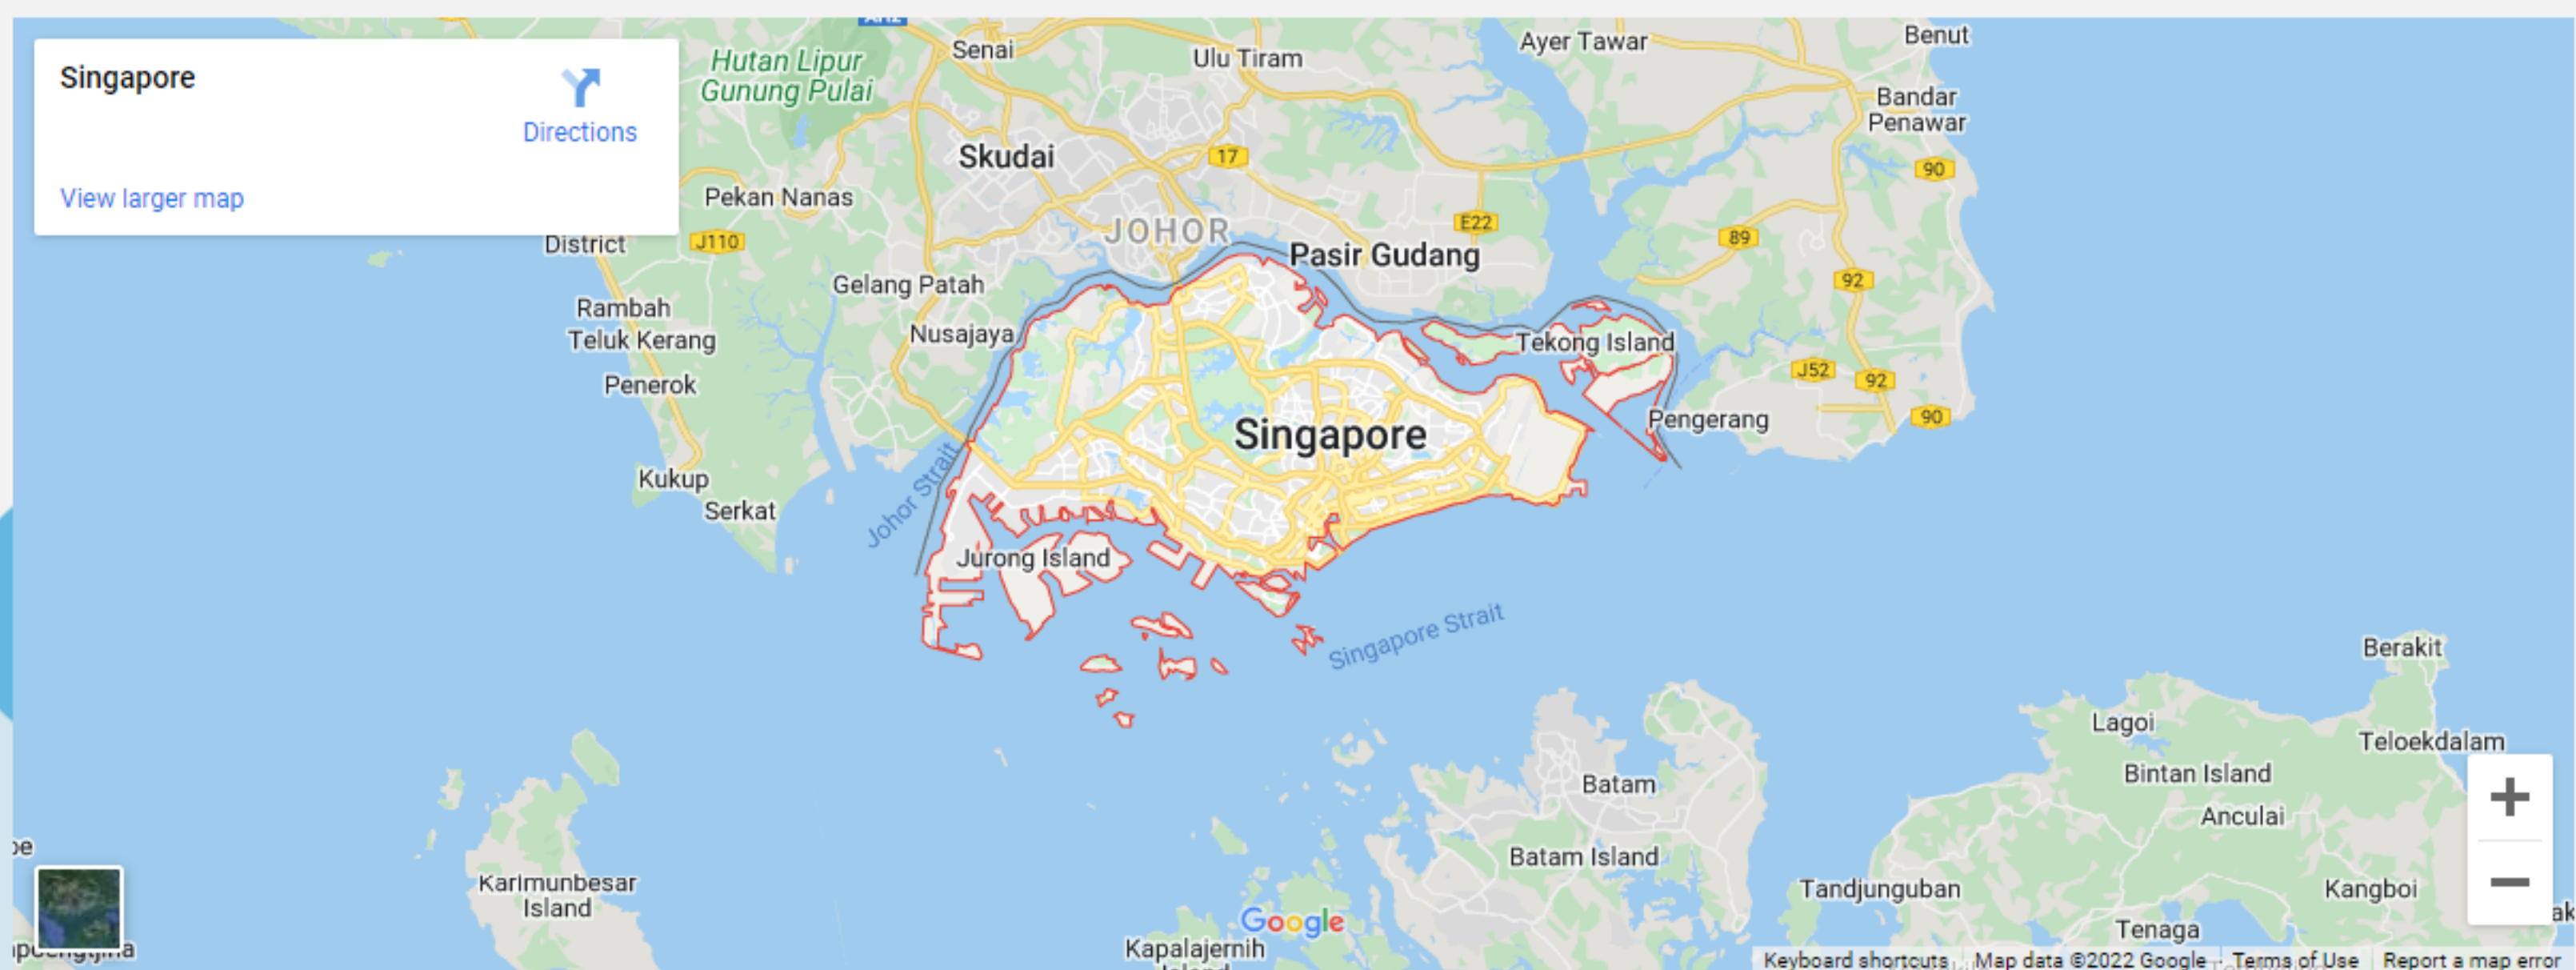 AH2
Singapore
Directions
View larger map
Hutan Lipur
Gunung Pulai
Senai
Ulu Tiram
Ayer Tawar
Benut
Bandar
Penawar
Skudai
17
90
Pekan Nanas
JOHOR
E22
District
J110
Pasir Gudang
89
Gelang Patah
92
Rambah
Nusajaya
Teluk Kerang
Tekong Island
J52
92
Penerok
Pengerang
90
Singapore
Kukup
Johor Strait
Serkat
Jurong Island
Singapore Strait
Berakit
Lagoi
Teloekdalam
Bintan Island
Batam
Anculai
Batam Island
Karimunbesar
Island
Tandjunguban
Kangboi
Google
Tenaga
Kapalajernih
Island
Keyboard shortcuts
Map data ©2022 Google
Terms of Use
Report a map error